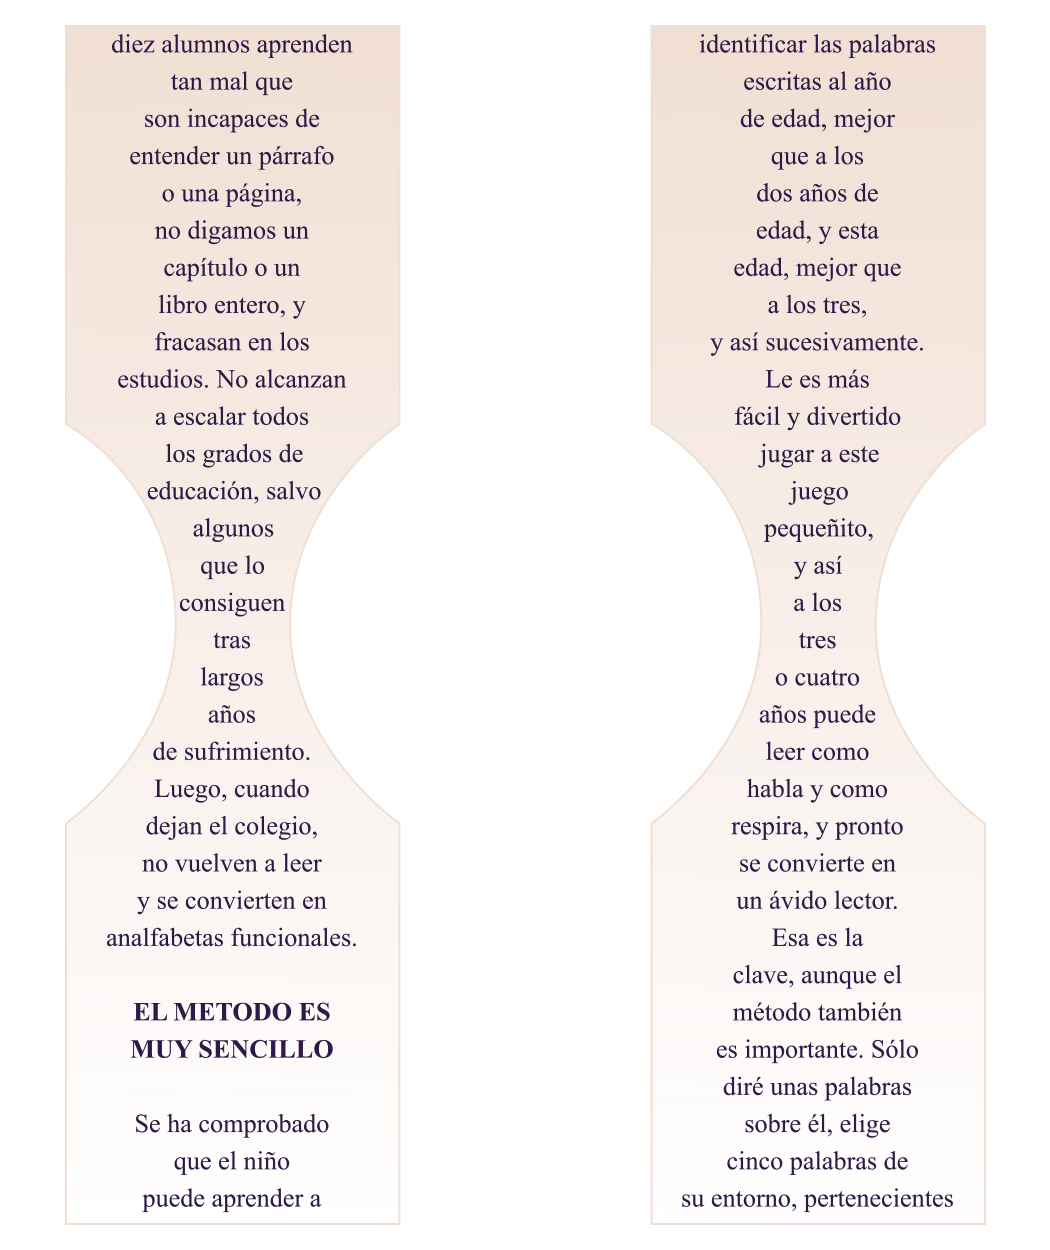 diez alumnos aprenden
tan mal que
son incapaces de
entender un párrafo
o una página,
no digamos un
capítulo o un
libro entero, y
fracasan en los
estudios. No alcanzan
a escalar todos
los grados de
educación, salvo
algunos
que lo
consiguen
tras
largos
años
de sufrimiento.
Luego, cuando
dejan el colegio,
no vuelven a leer
y se convierten en
analfabetas funcionales.
EL METODO ES
MUY SENCILLO
Se ha comprobado
que el niño
puede aprender a
identificar las palabras
escritas al año
de edad, mejor
que a los
dos años de
edad, y esta
edad, mejor que
a los tres,
y así sucesivamente.
Le es más
fácil y divertido
jugar a este
juego
pequeñito,
y así
a los
tres
o cuatro
años puede
leer como
habla y como
respira, y pronto
se convierte en
un ávido lector.
Esa es la
clave, aunque el
método también
es importante. Sólo
diré unas palabras
sobre él, elige
cinco palabras de
su entorno, pertenecientes